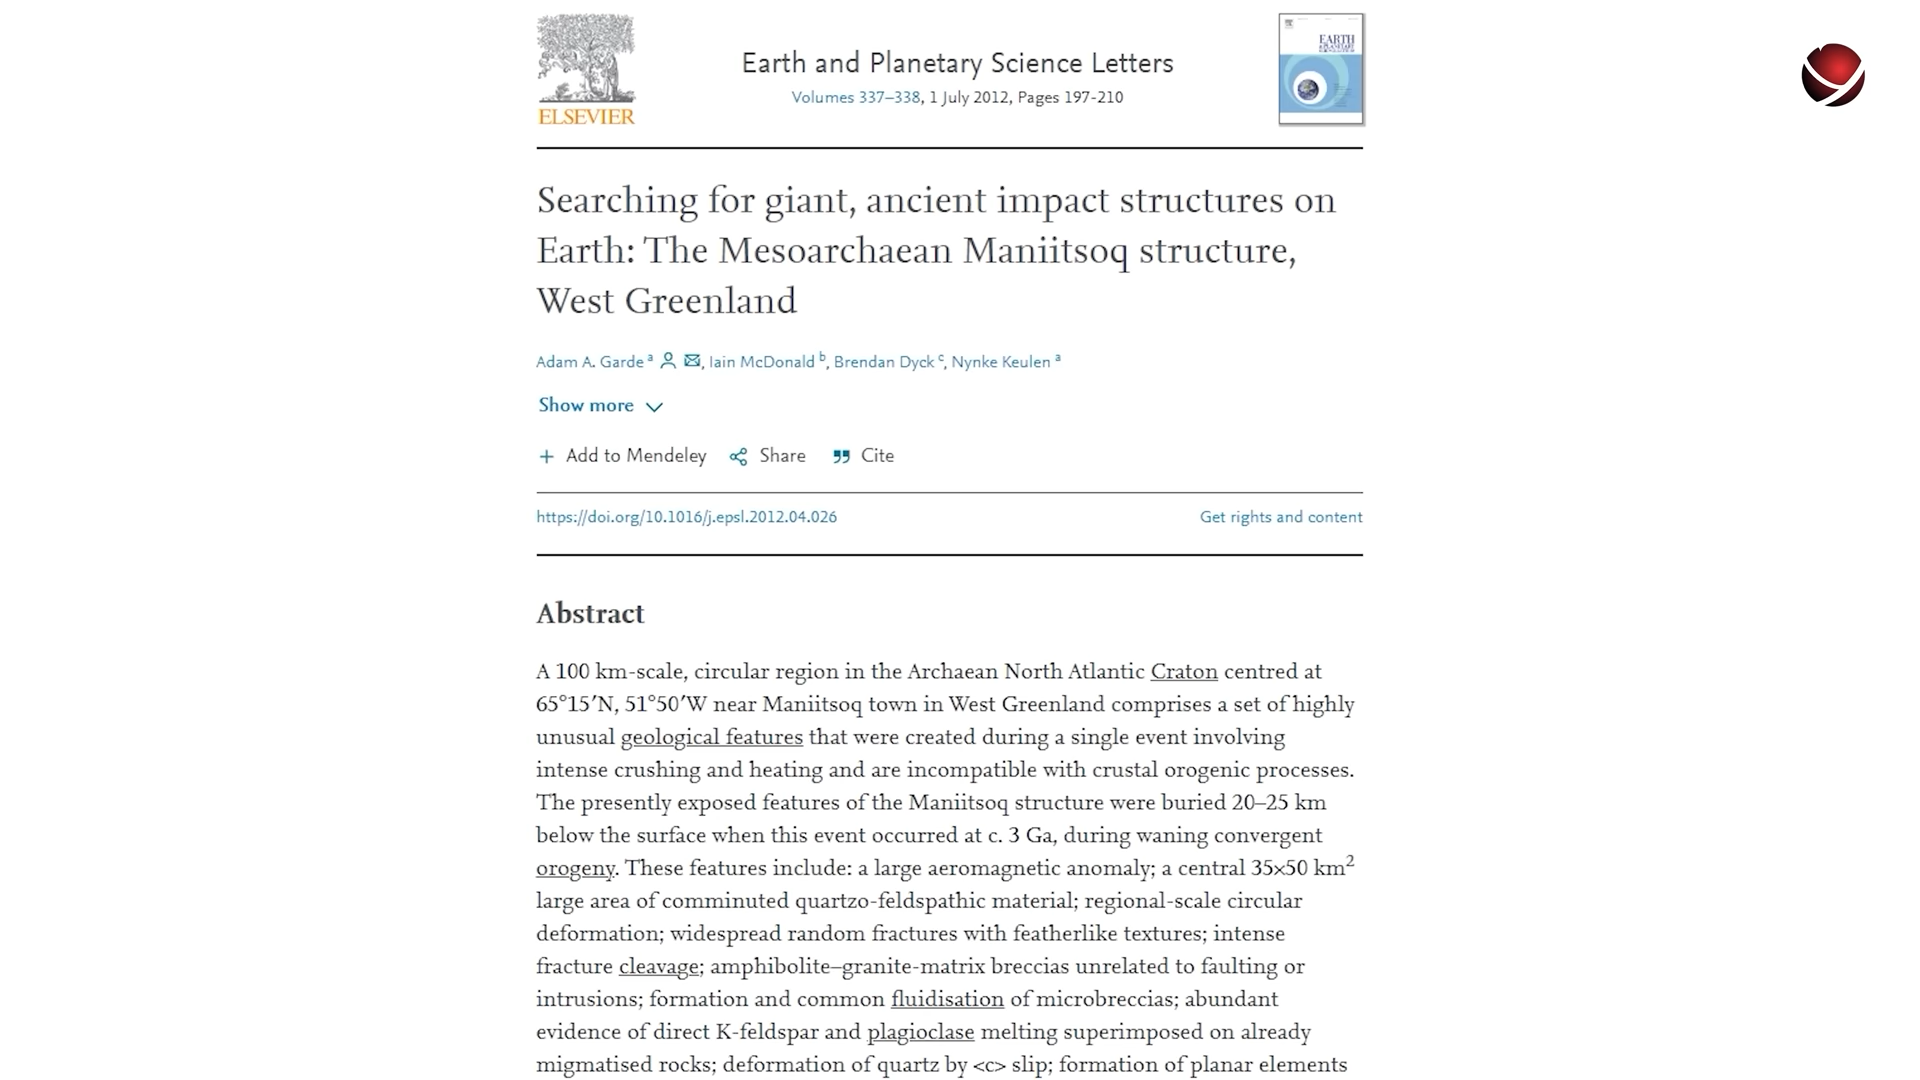 Earth and Planetary Science Letters
Volumes 337–338, 1 July 2012, Pages 197-210
ELSEVIER
EARTH
Searching for giant, ancient impact structures on
Earth: The Mesoarchaean Maniitsoq structure,
West Greenland
Adam A. Garde a, Iain McDonald b, Brendan Dyck c, Nynke Keulen a
Show more
+ Add to Mendeley Share Cite
https://doi.org/10.1016/j.epsl.2012.04.026 Get rights and content
Abstract
A 100 km-scale, circular region in the Archaean North Atlantic Craton centred at
65°15′N, 51°50′W near Maniitsoq town in West Greenland comprises a set of highly
unusual geological features that were created during a single event involving
intense crushing and heating and are incompatible with crustal orogenic processes.
The presently exposed features of the Maniitsoq structure were buried 20–25 km
below the surface when this event occurred at c. 3 Ga, during waning convergent
orogeny. These features include: a large aeromagnetic anomaly; a central 35×50 km²
large area of comminuted quartzo-feldspathic material; regional-scale circular
deformation; widespread random fractures with featherlike textures; intense
fracture cleavage; amphibolite–granite-matrix breccias unrelated to faulting or
intrusions; formation and common fluidisation of microbreccias; abundant
evidence of direct K-feldspar and plagioclase melting superimposed on already
migmatised rocks; deformation of quartz by <c> slip; formation of planar elements